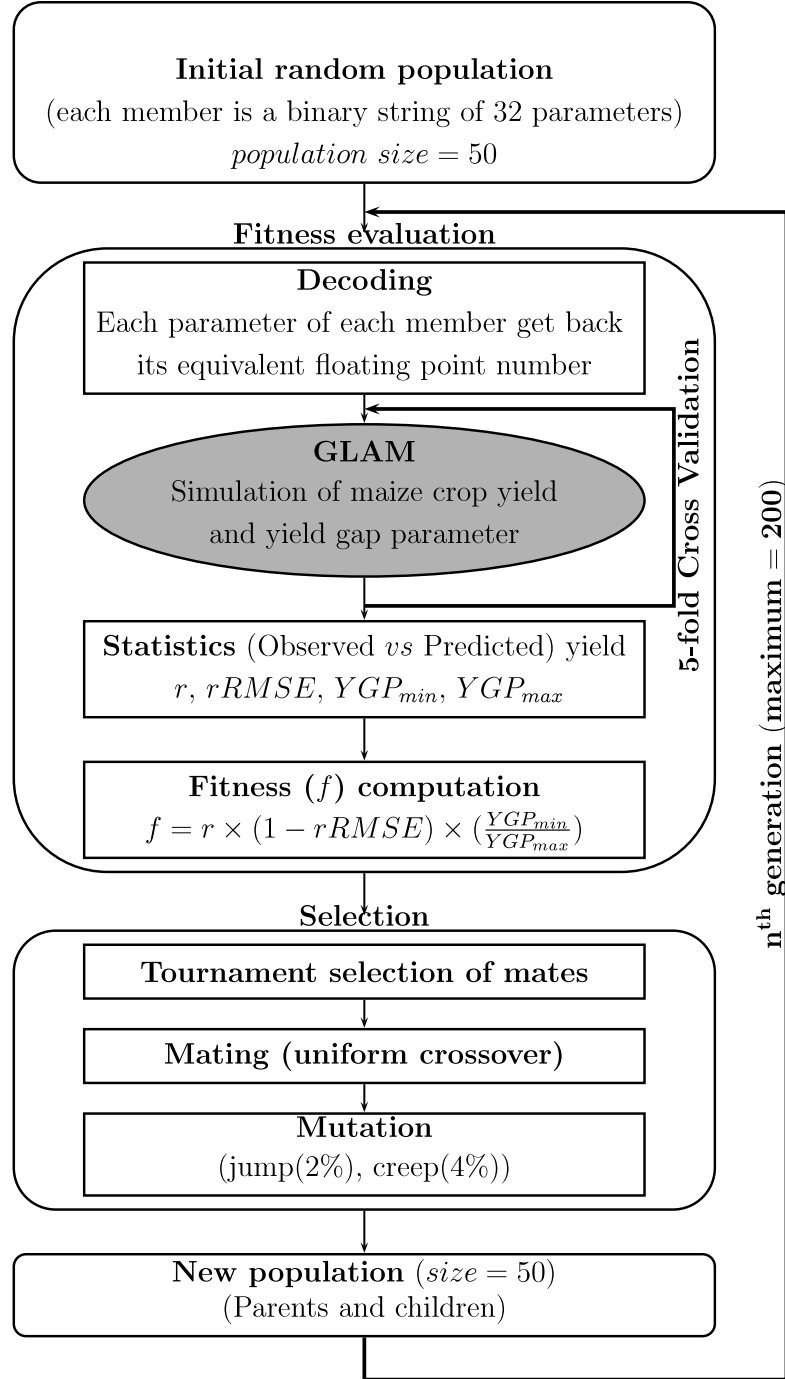 Initial random population
(each member is a binary string of 32 parameters)
population size = 50
Fitness evaluation
Decoding
Each parameter of each member get back
its equivalent floating point number
GLAM
Simulation of maize crop yield
and yield gap parameter
5-fold Cross Validation
Statistics (Observed vs Predicted) yield
r, rRMSE, YGP_min, YGP_max
Fitness (f) computation
f = r × (1 − rRMSE) × (YGP_min/YGP_max)
Selection
Tournament selection of mates
Mating (uniform crossover)
Mutation
(jump(2%), creep(4%))
New population (size = 50)
(Parents and children)
n^th generation (maximum = 200)